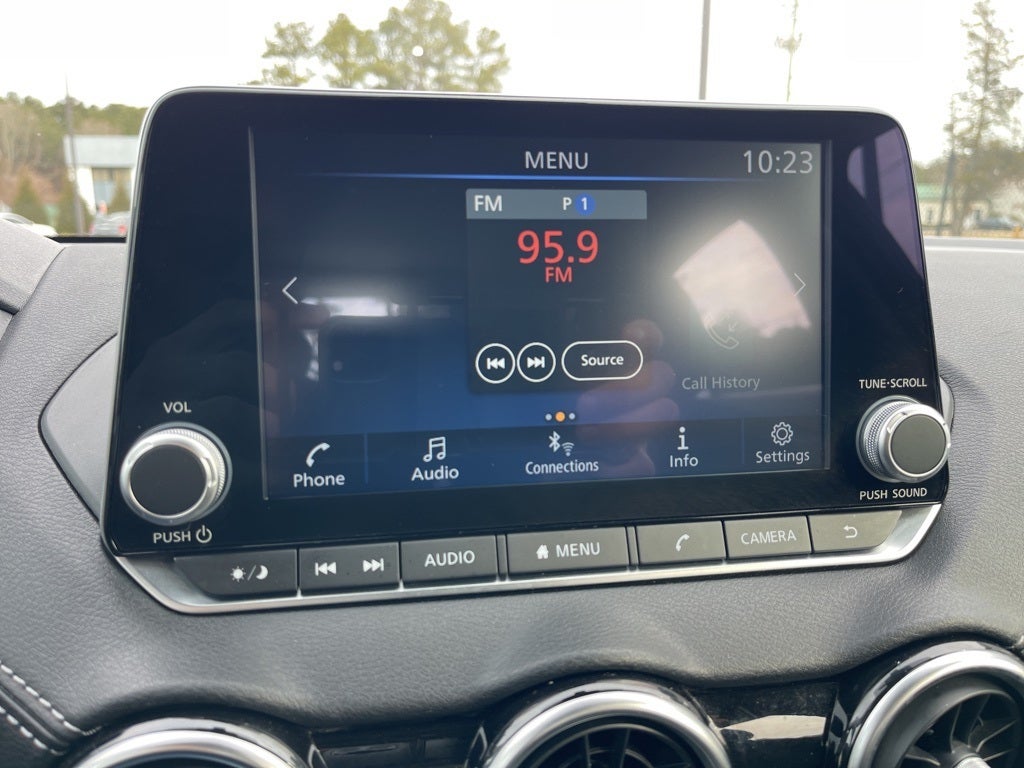 MENU
10:23
FM P 1
95.9
FM
Source
Call History
Phone
Audio
Connections
Info
Settings
VOL
PUSH
TUNE·SCROLL
PUSH SOUND
AUDIO
MENU
CAMERA